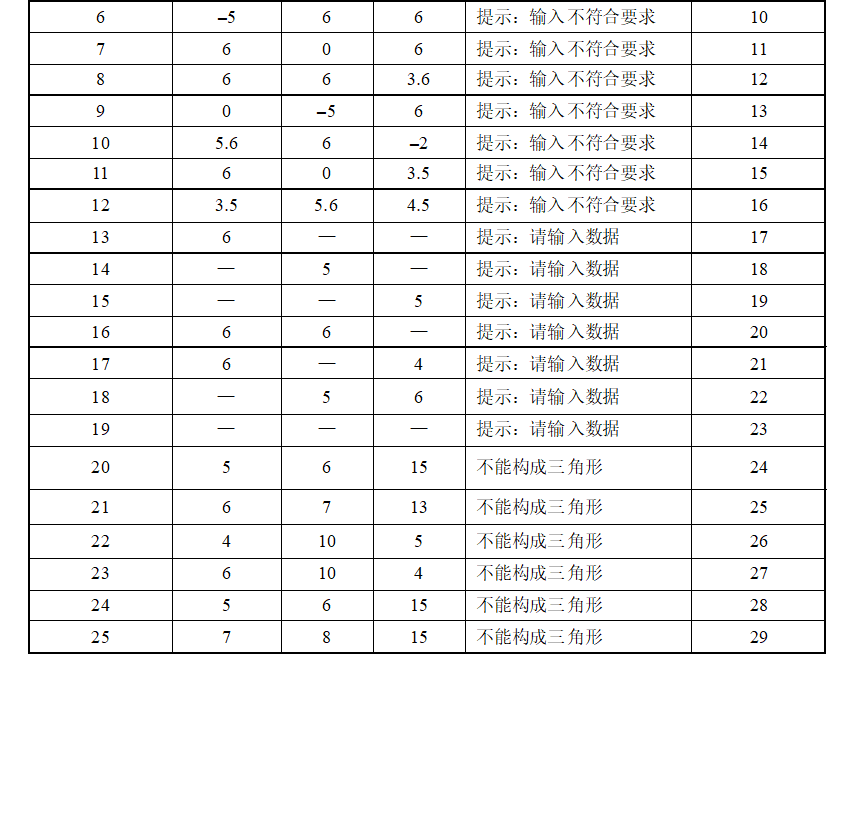 6 –5 6 6 提示：输入不符合要求 10
7 6 0 6 提示：输入不符合要求 11
8 6 6 3.6 提示：输入不符合要求 12
9 0 –5 6 提示：输入不符合要求 13
10 5.6 6 –2 提示：输入不符合要求 14
11 6 0 3.5 提示：输入不符合要求 15
12 3.5 5.6 4.5 提示：输入不符合要求 16
13 6 — — 提示：请输入数据 17
14 — 5 — 提示：请输入数据 18
15 — — 5 提示：请输入数据 19
16 6 6 — 提示：请输入数据 20
17 6 — 4 提示：请输入数据 21
18 — 5 6 提示：请输入数据 22
19 — — — 提示：请输入数据 23
20 5 6 15 不能构成三角形 24
21 6 7 13 不能构成三角形 25
22 4 10 5 不能构成三角形 26
23 6 10 4 不能构成三角形 27
24 5 6 15 不能构成三角形 28
25 7 8 15 不能构成三角形 29